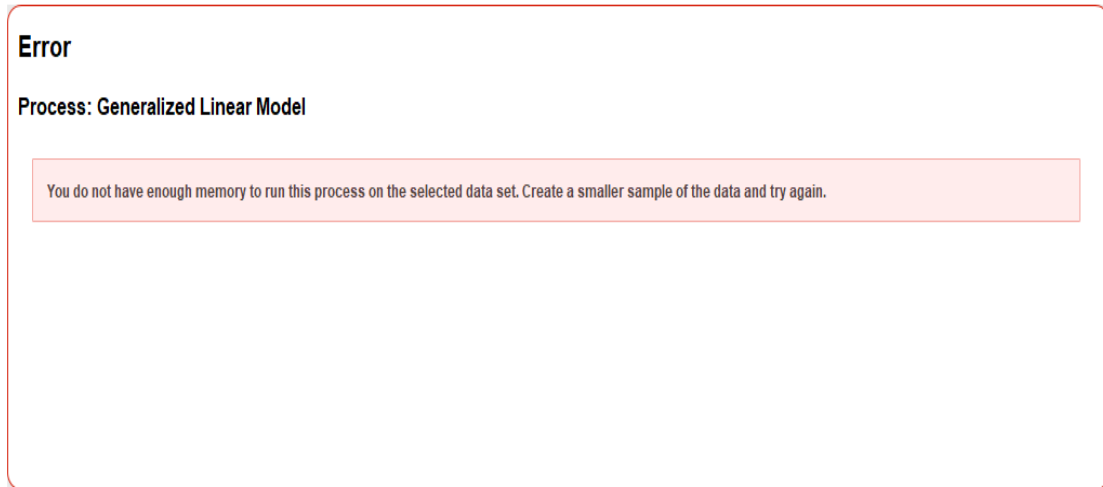 Error
Process: Generalized Linear Model
You do not have enough memory to run this process on the selected data set. Create a smaller sample of the data and try again.